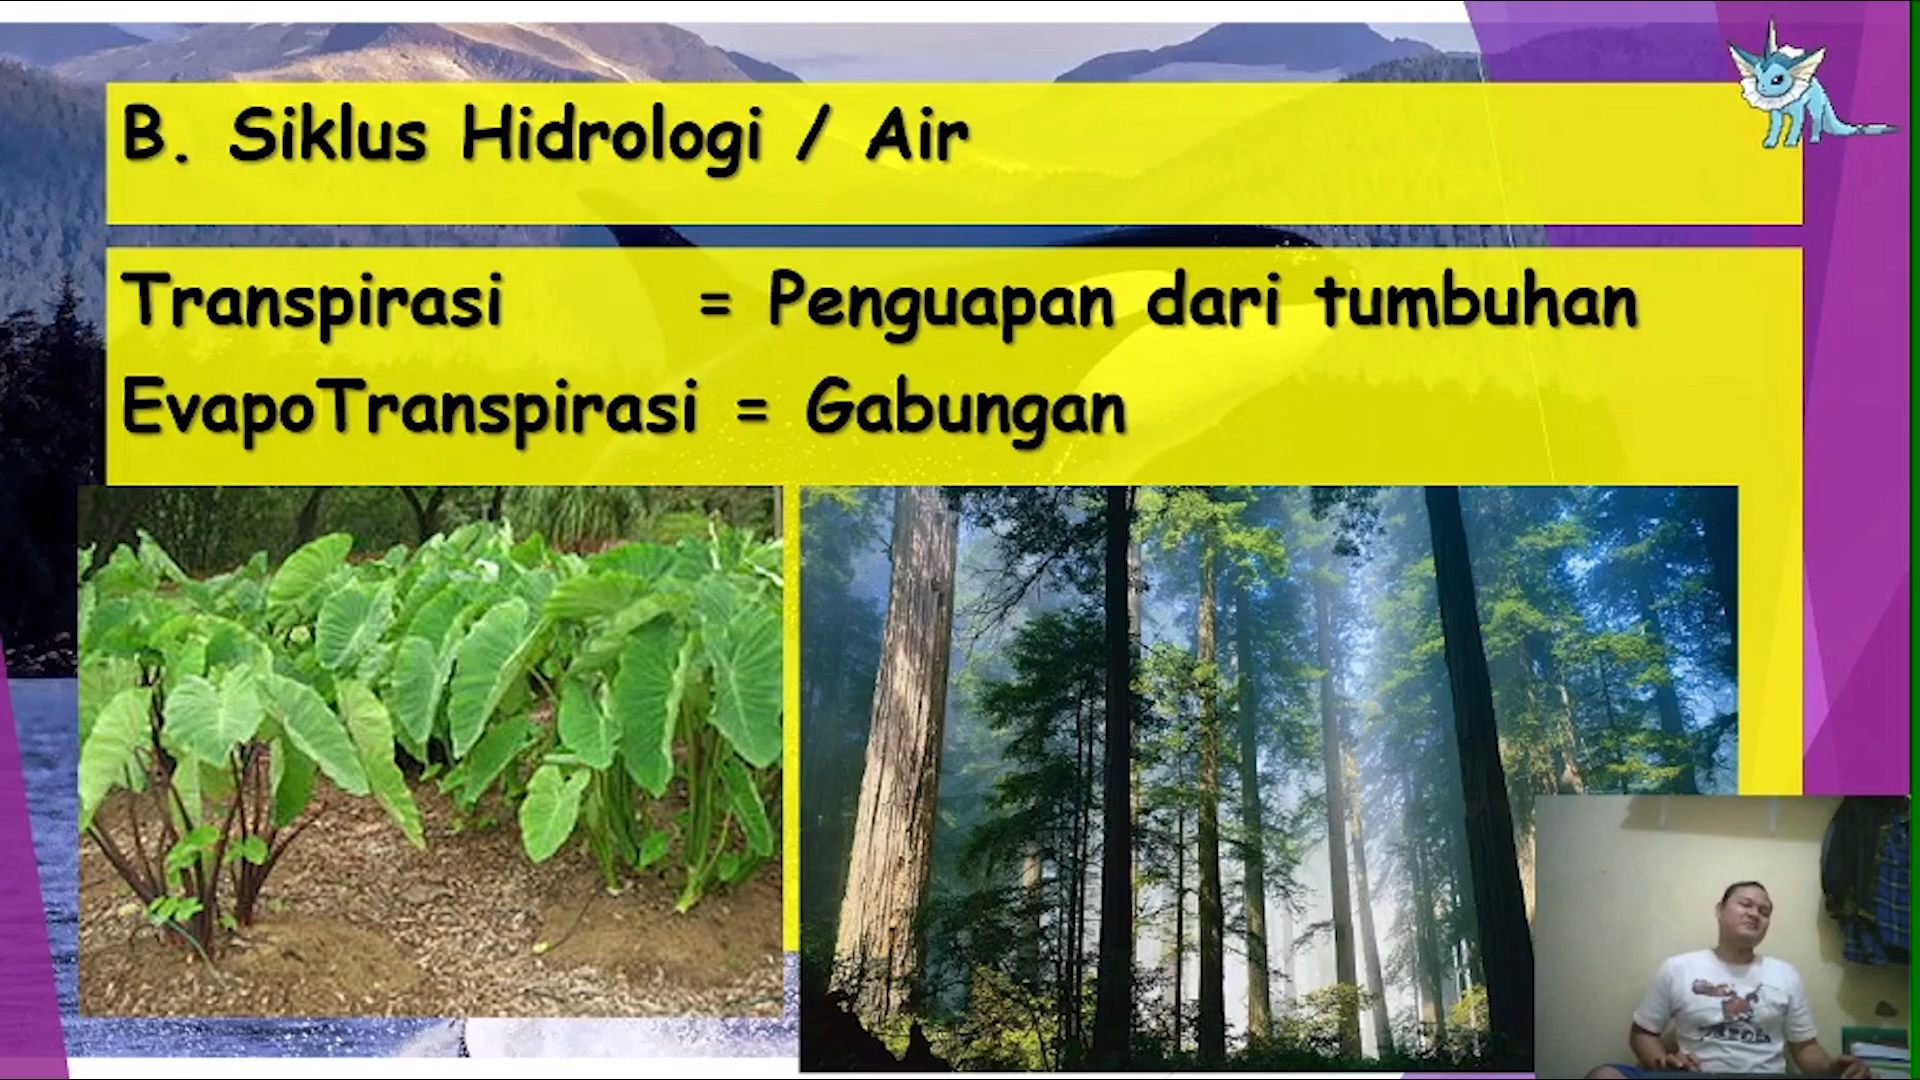 B. Siklus Hidrologi / Air
Transpirasi = Penguapan dari tumbuhan
EvapoTranspirasi = Gabungan